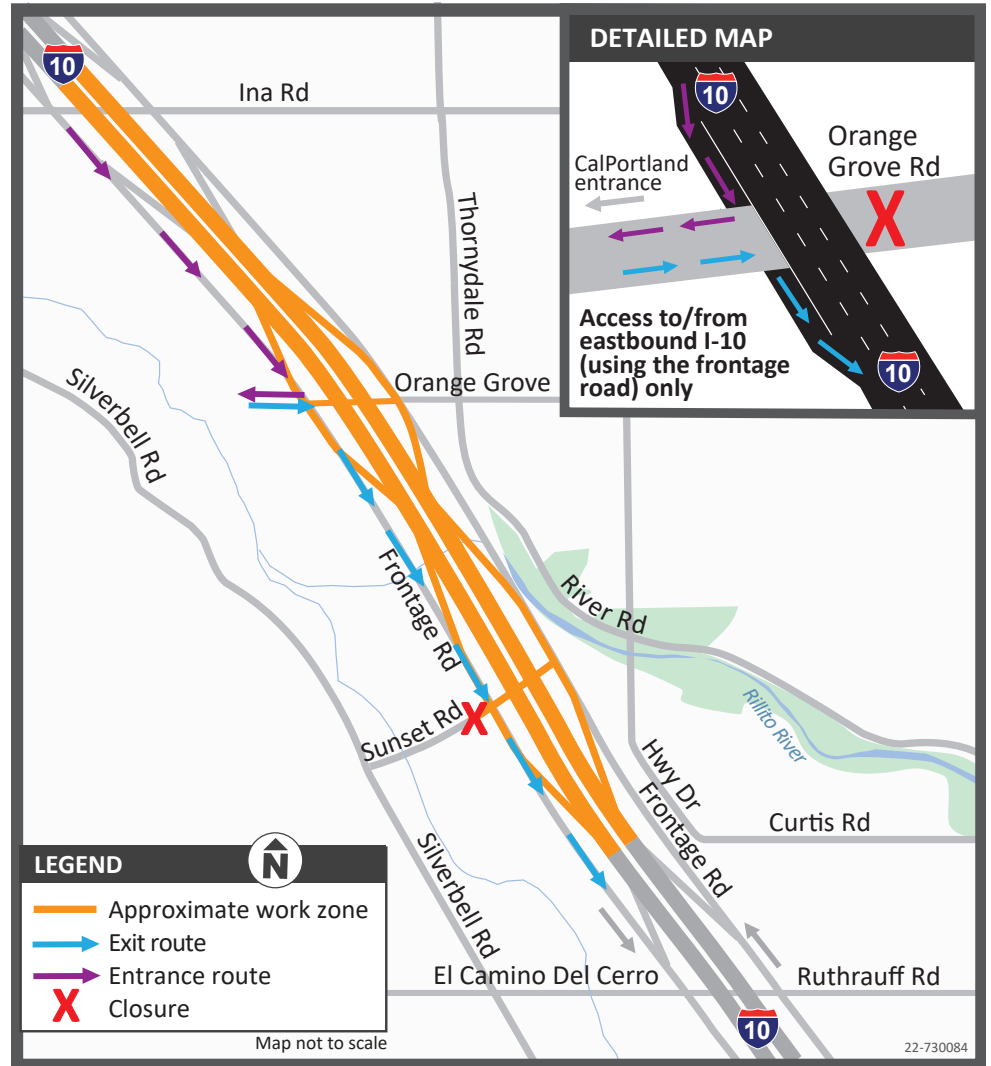 DETAILED MAP
10
10
Ina Rd
Orange
Grove Rd
CalPortland
entrance
X
Thornydale Rd
Access to/from
eastbound I-10
(using the frontage
road) only
10
Orange Grove
Silverbell Rd
Frontage Rd
River Rd
Rillito River
Sunset Rd
X
Hwy Dr
Frontage Rd
Curtis Rd
Silverbell Rd
LEGEND
N
Approximate work zone
Exit route
Entrance route
X Closure
El Camino Del Cerro
Ruthrauff Rd
10
Map not to scale
22-730084